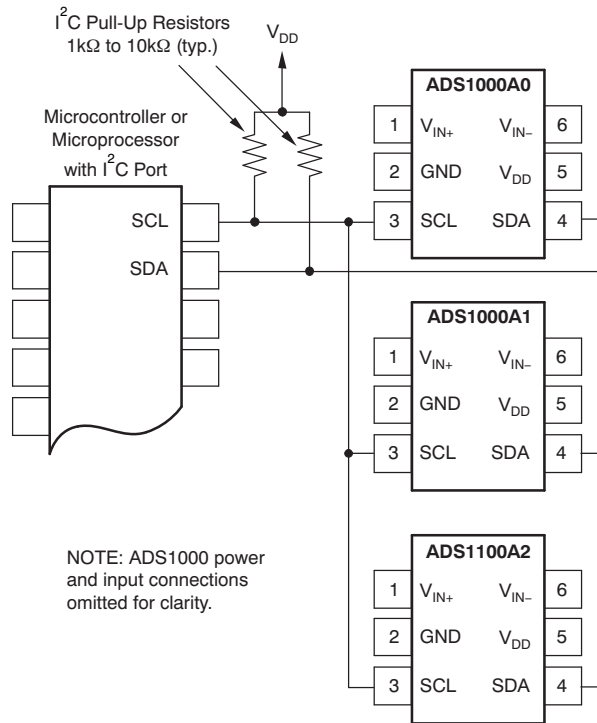 I²C Pull-Up Resistors
1kΩ to 10kΩ (typ.)
V_DD
Microcontroller or
Microprocessor
with I²C Port
SCL
SDA
ADS1000A0
1 V_IN+ V_IN– 6
2 GND V_DD 5
3 SCL SDA 4
ADS1000A1
1 V_IN+ V_IN– 6
2 GND V_DD 5
3 SCL SDA 4
NOTE: ADS1000 power
and input connections
omitted for clarity.
ADS1100A2
1 V_IN+ V_IN– 6
2 GND V_DD 5
3 SCL SDA 4